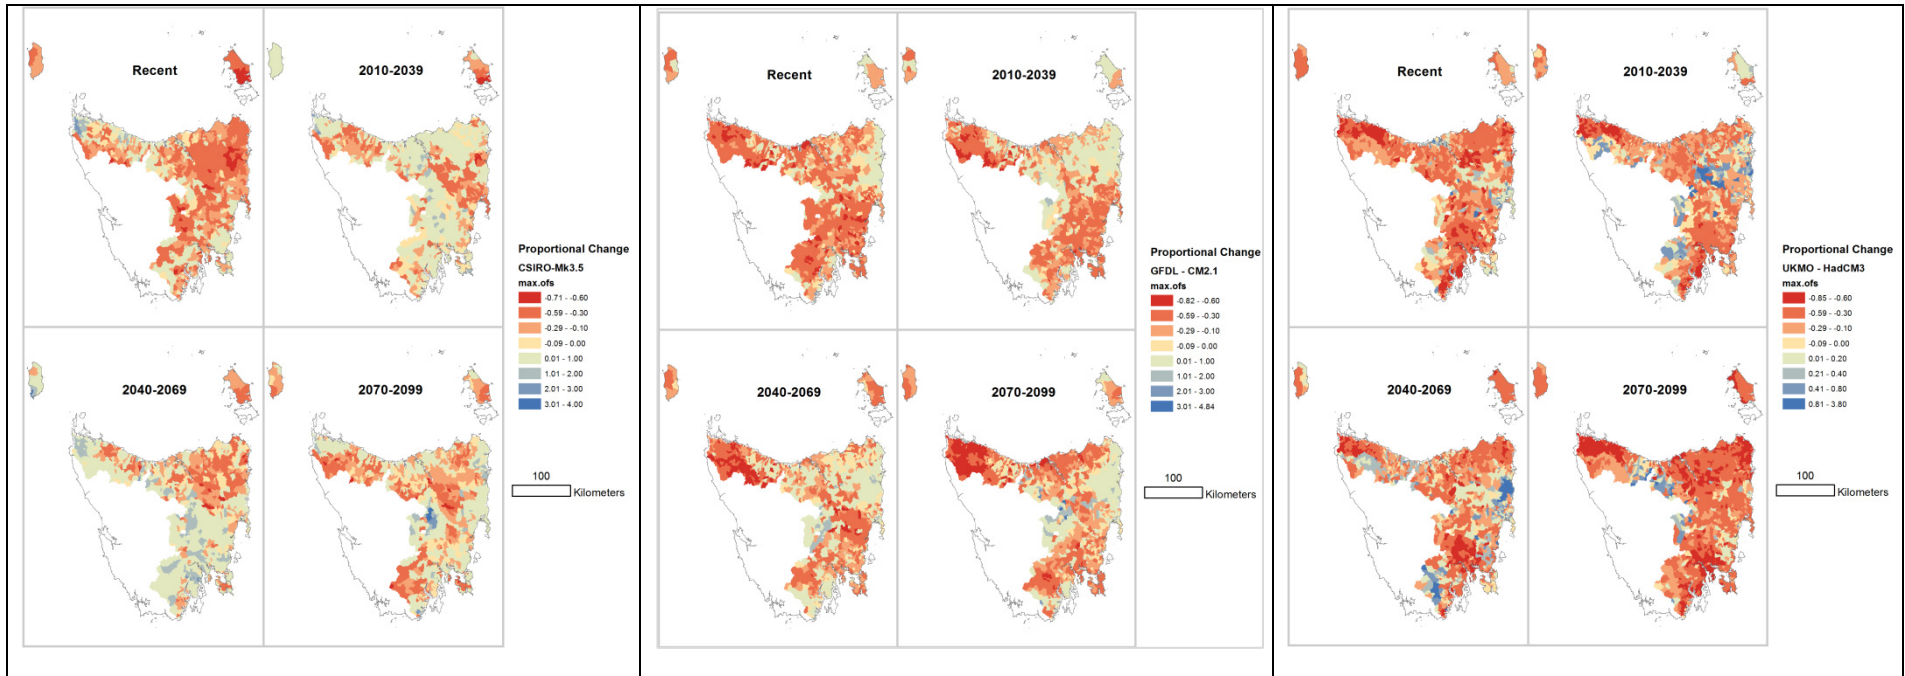 Recent
2010-2039
2040-2069
2070-2099
Proportional Change
CSIRO-Mk3.5
max.ofs
-0.71 - -0.60
-0.59 - -0.30
-0.29 - -0.10
-0.09 - 0.00
0.01 - 1.00
1.01 - 2.00
2.01 - 3.00
3.01 - 4.00
100
Kilometers
Recent
2010-2039
2040-2069
2070-2099
Proportional Change
GFDL - CM2.1
max.ofs
-0.82 - -0.60
-0.59 - -0.30
-0.29 - -0.10
-0.09 - 0.00
0.01 - 1.00
1.01 - 2.00
2.01 - 3.00
3.01 - 4.84
100
Kilometers
Recent
2010-2039
2040-2069
2070-2099
Proportional Change
UKMO - HadCM3
max.ofs
-0.85 - -0.60
-0.59 - -0.30
-0.29 - -0.10
-0.09 - 0.00
0.01 - 0.20
0.21 - 0.40
0.41 - 0.80
0.81 - 3.80
100
Kilometers